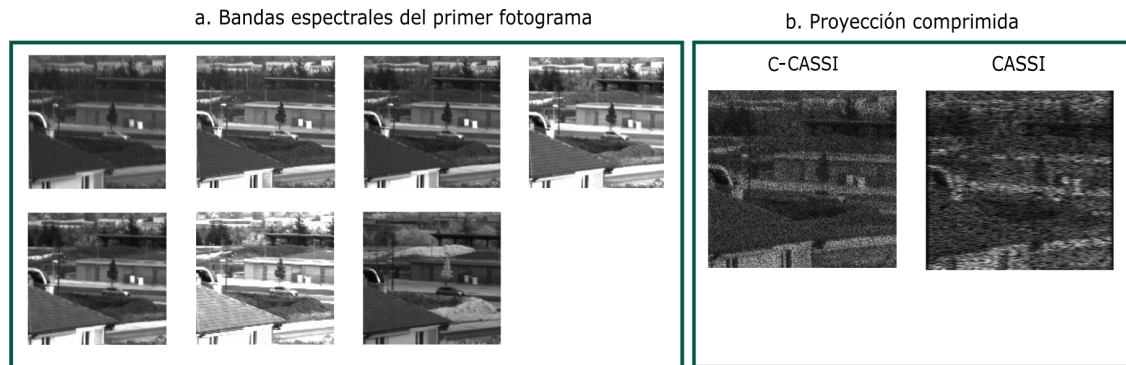 a. Bandas espectrales del primer fotograma
b. Proyección comprimida
C-CASSI
CASSI